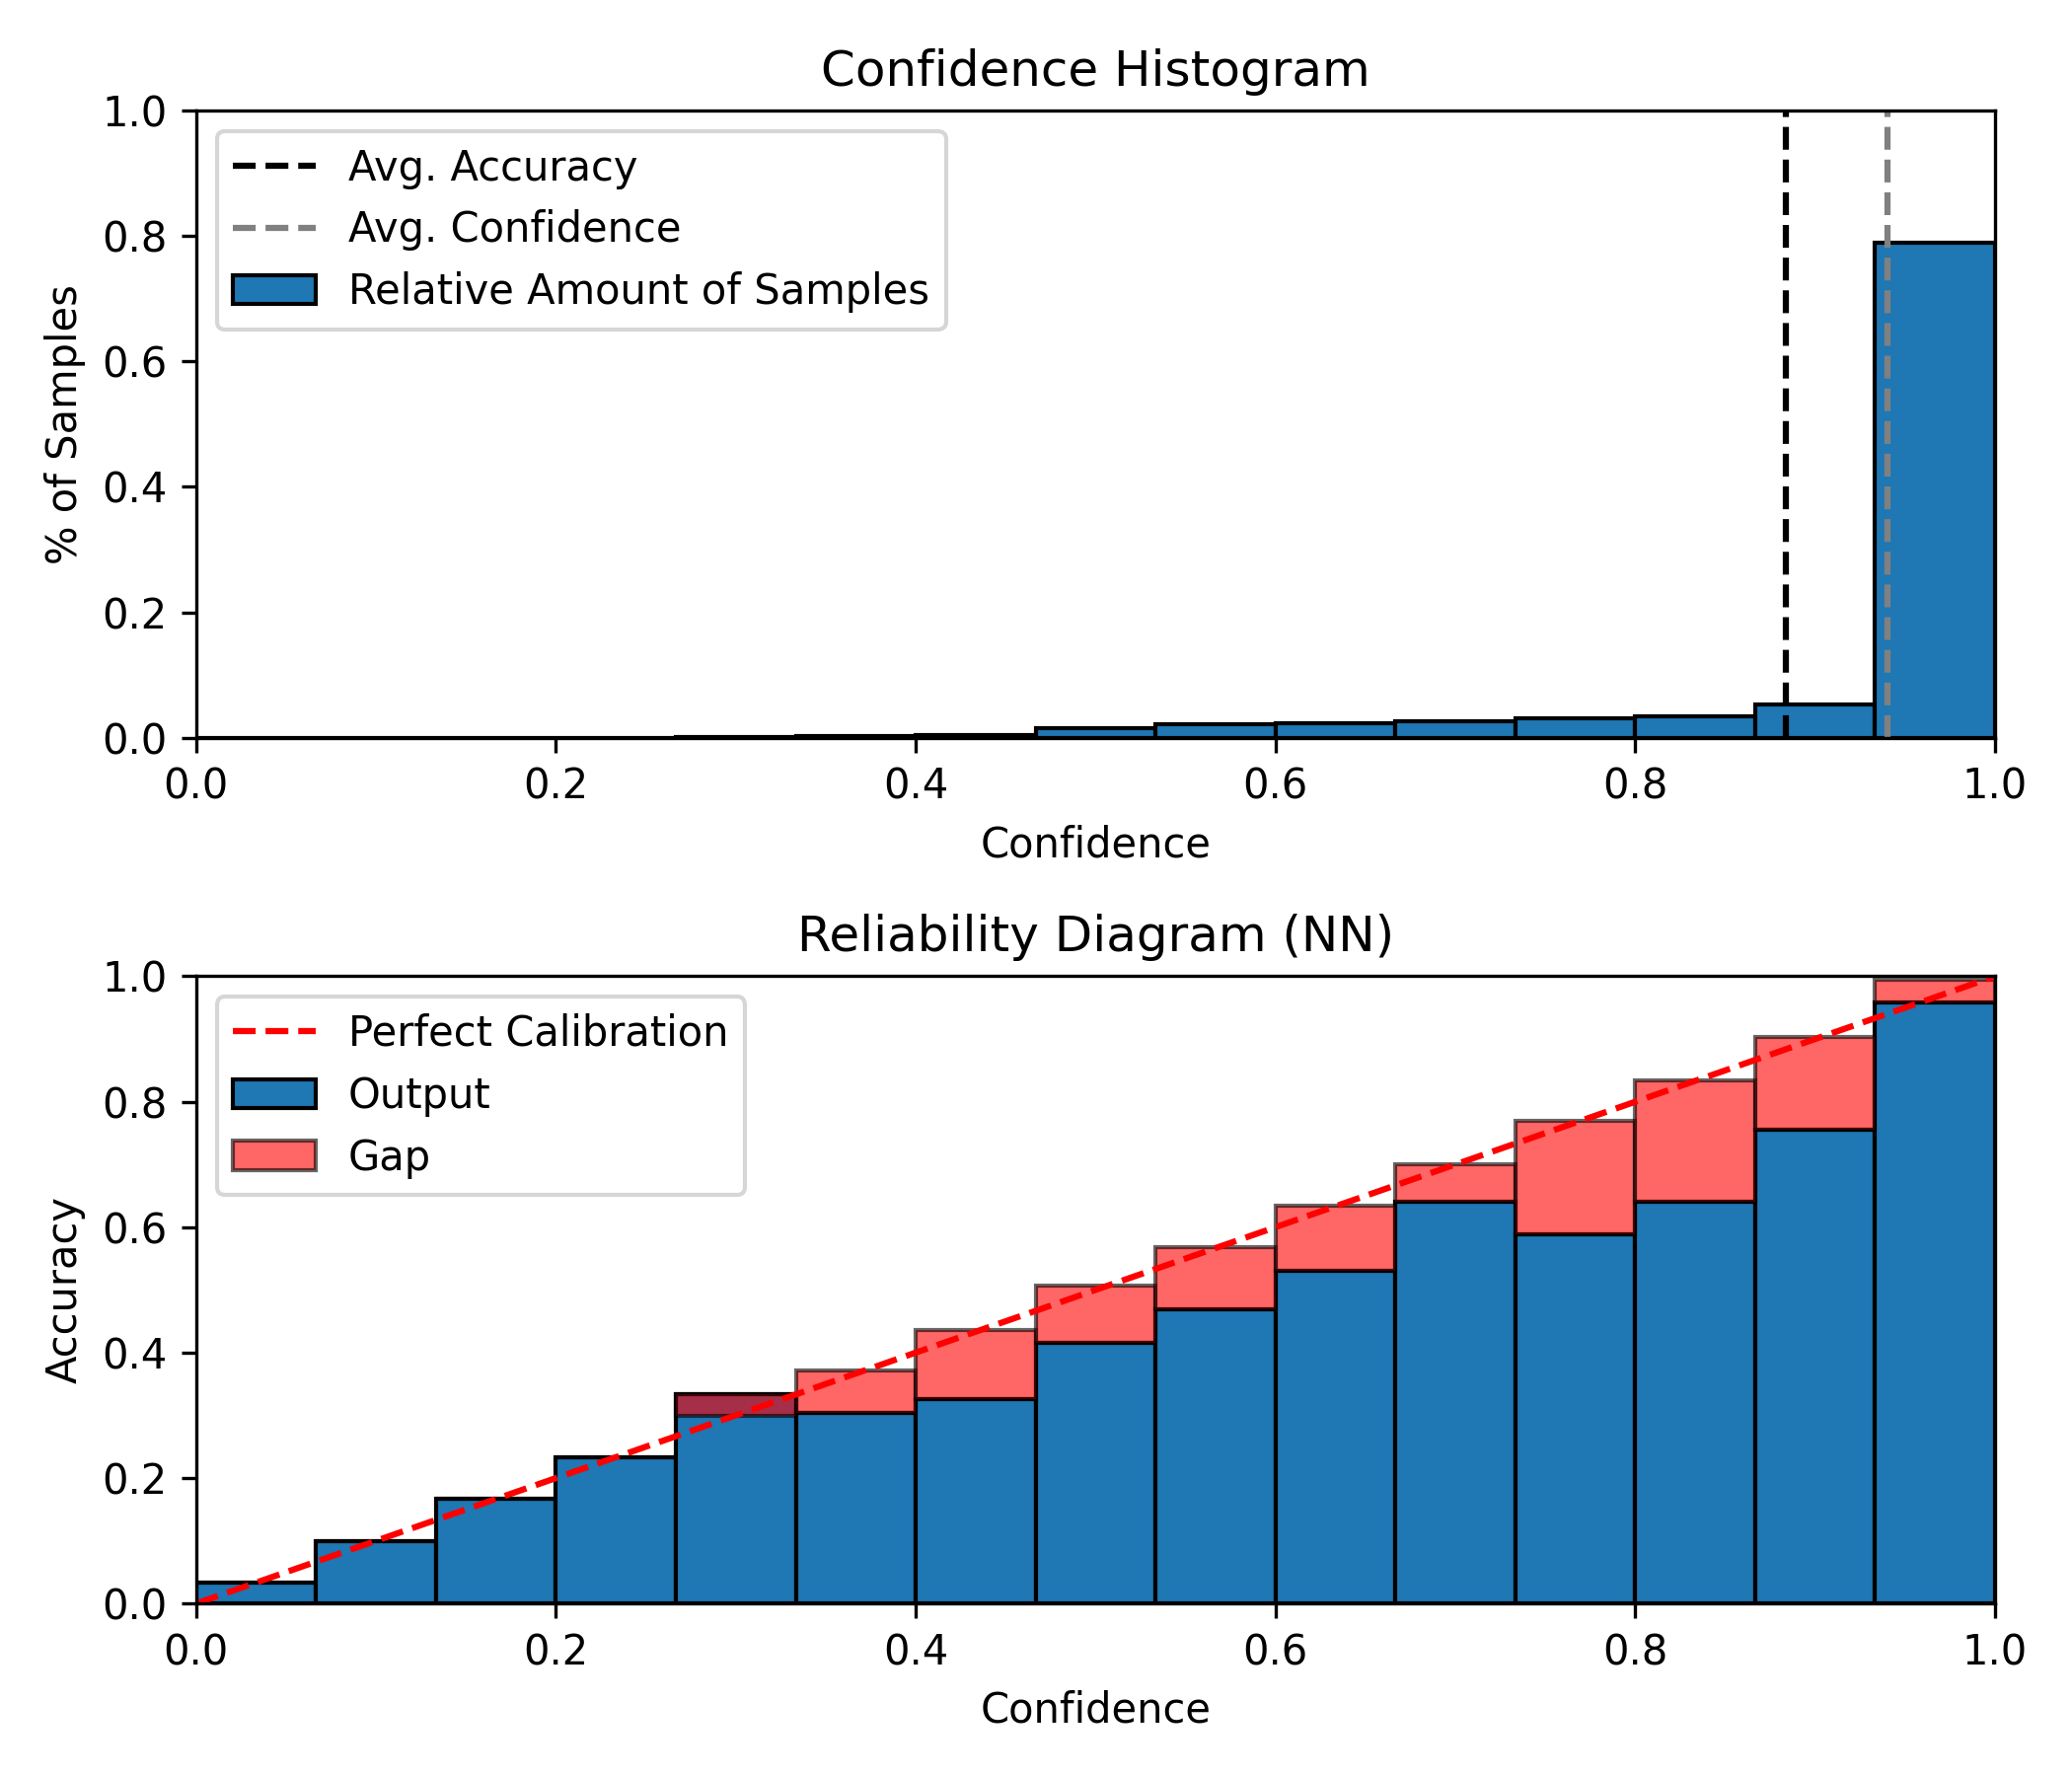 Confidence Histogram
1.0
0.8
0.6
0.4
0.2
0.0
% of Samples
Avg. Accuracy
Avg. Confidence
Relative Amount of Samples
0.0 0.2 0.4 0.6 0.8 1.0
Confidence
Reliability Diagram (NN)
1.0
0.8
0.6
0.4
0.2
0.0
Accuracy
Perfect Calibration
Output
Gap
0.0 0.2 0.4 0.6 0.8 1.0
Confidence